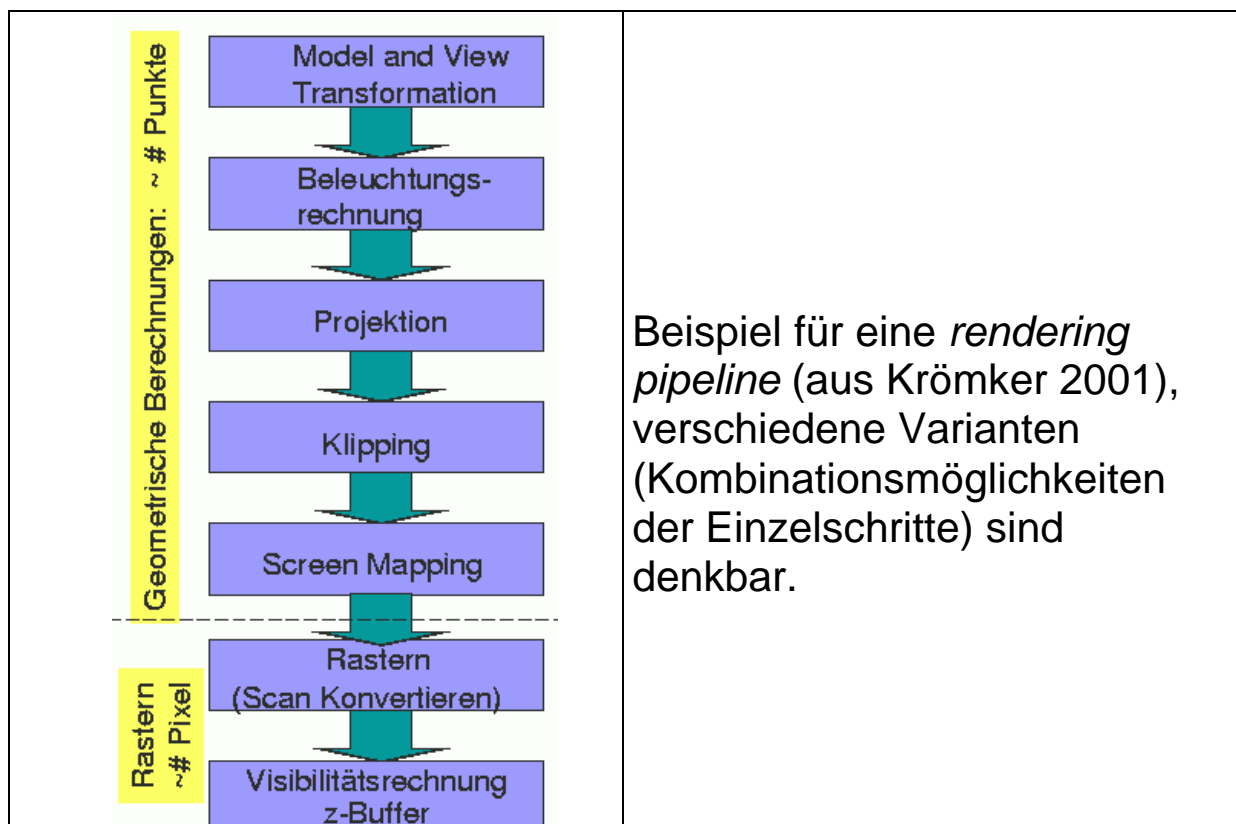 Geometrische Berechnungen: ~ # Punkte
Model and View
Transformation
Beleuchtungs-
rechnung
Projektion
Klipping
Screen Mapping
Rastern
~# Pixel
Rastern
(Scan Konvertieren)
Visibilitätsrechnung
z-Buffer
Beispiel für eine rendering
pipeline (aus Krömker 2001),
verschiedene Varianten
(Kombinationsmöglichkeiten
der Einzelschritte) sind
denkbar.